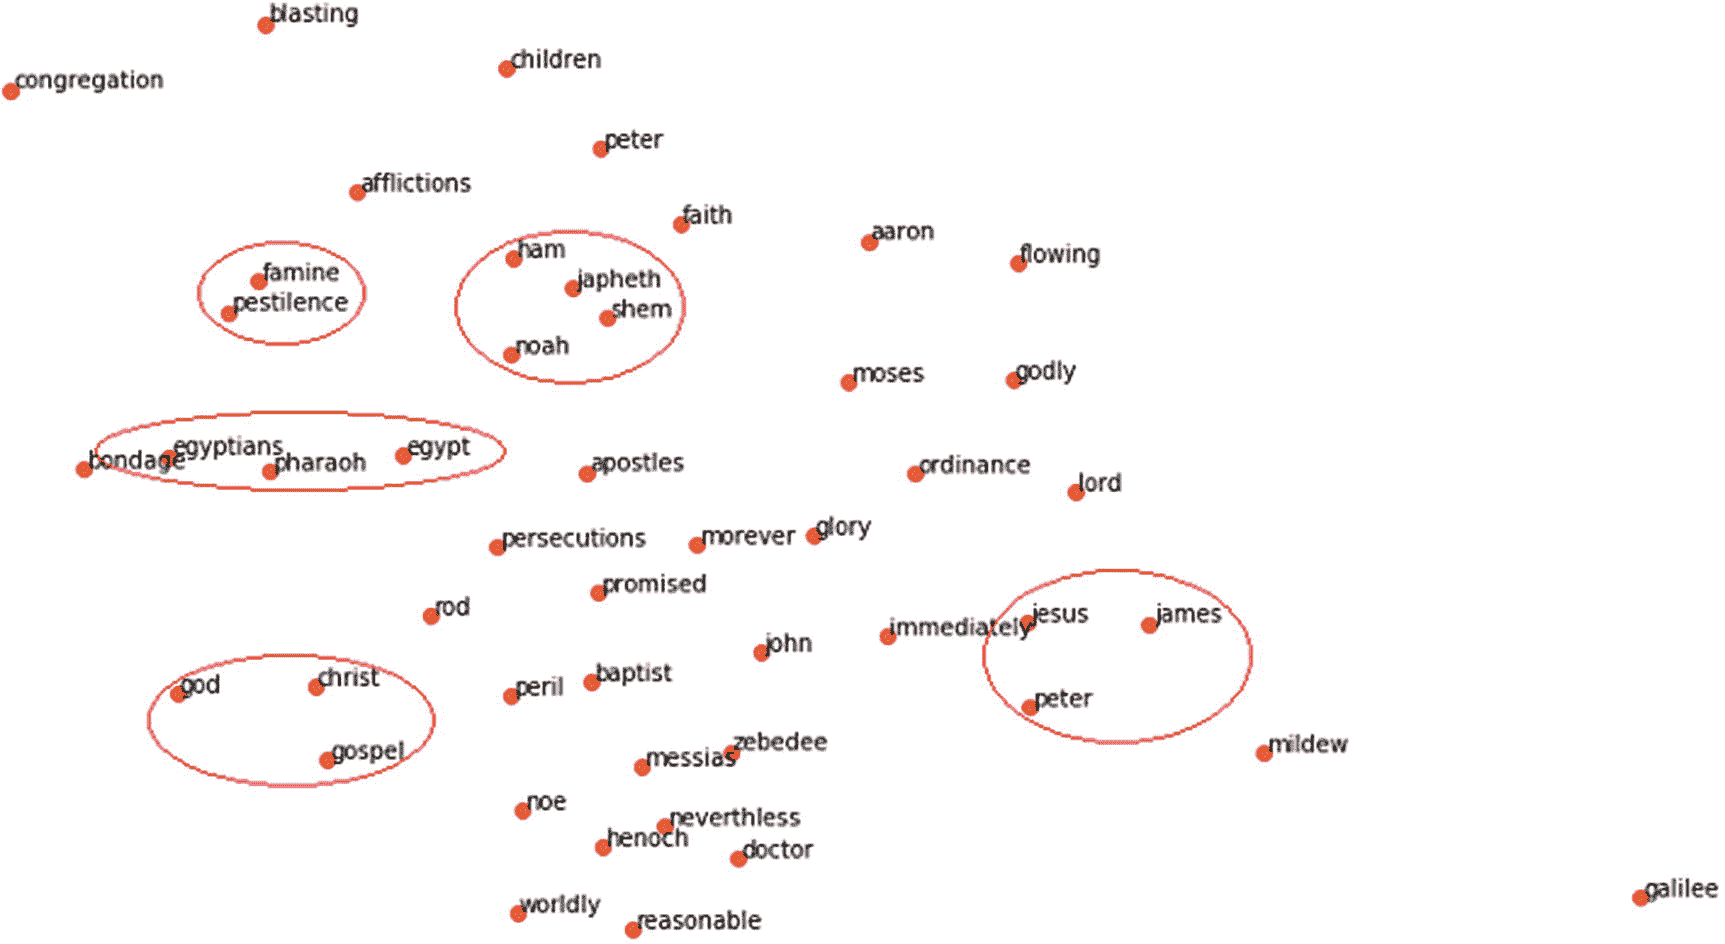 blasting
children
congregation
peter
afflictions
faith
aaron
ham
flowing
famine
japheth
pestilence
shem
noah
moses
godly
egyptians
egypt
bondage
pharaoh
apostles
ordinance
lord
glory
persecutions
morever
promised
rod
jesus
james
immediately
john
baptist
god
christ
peril
peter
zebedee
mildew
gospel
messias
noe
neverthless
henoch
doctor
galilee
worldly
reasonable